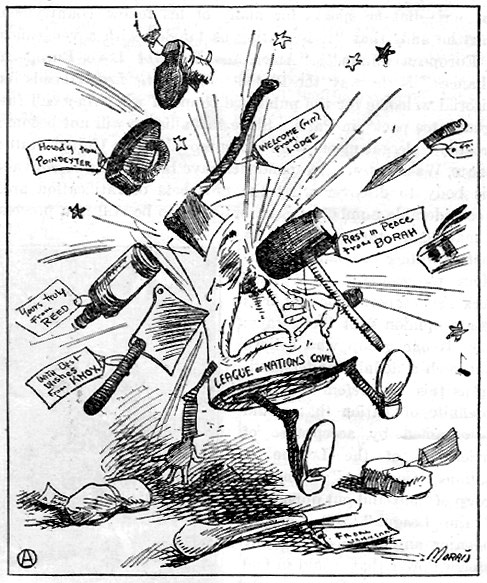 Howdy from
POINDEXTER
WELCOME (HIT)
From
LODGE
Rest in Peace
from BORAH
Yours truly
From
REED
With Best
Wishes
From KNOX
LEAGUE OF NATIONS COVE
FROM
MORRIS
A